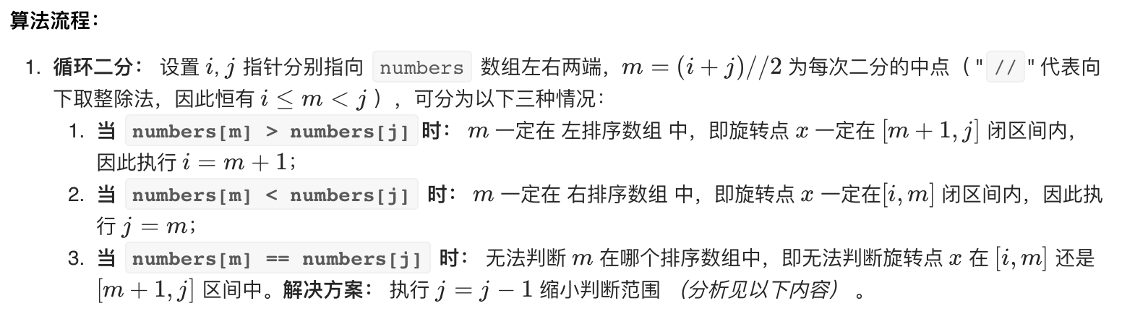 算法流程：
1. 循环二分： 设置 i, j 指针分别指向 numbers 数组左右两端，m = (i + j)//2 为每次二分的中点（ "//" 代表向
下取整除法，因此恒有 i ≤ m < j ），可分为以下三种情况：
1. 当 numbers[m] > numbers[j] 时： m 一定在 左排序数组 中，即旋转点 x 一定在 [m + 1, j] 闭区间内，
因此执行 i = m + 1；
2. 当 numbers[m] < numbers[j] 时： m 一定在 右排序数组 中，即旋转点 x 一定在[i, m] 闭区间内，因此执
行 j = m；
3. 当 numbers[m] == numbers[j] 时： 无法判断 m 在哪个排序数组中，即无法判断旋转点 x 在 [i, m] 还是
[m + 1, j] 区间中。解决方案： 执行 j = j − 1 缩小判断范围 （分析见以下内容） 。